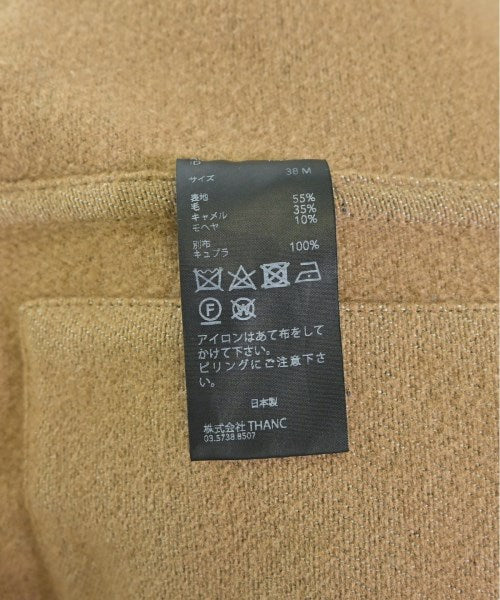 サイズ 38 M
表地
毛 55%
キャメル 35%
モヘヤ 10%
別布
キュプラ 100%
アイロンはあて布をして
かけて下さい。
ピリングにご注意下さ
い。
日本製
株式会社 THANC
03.5738.8507